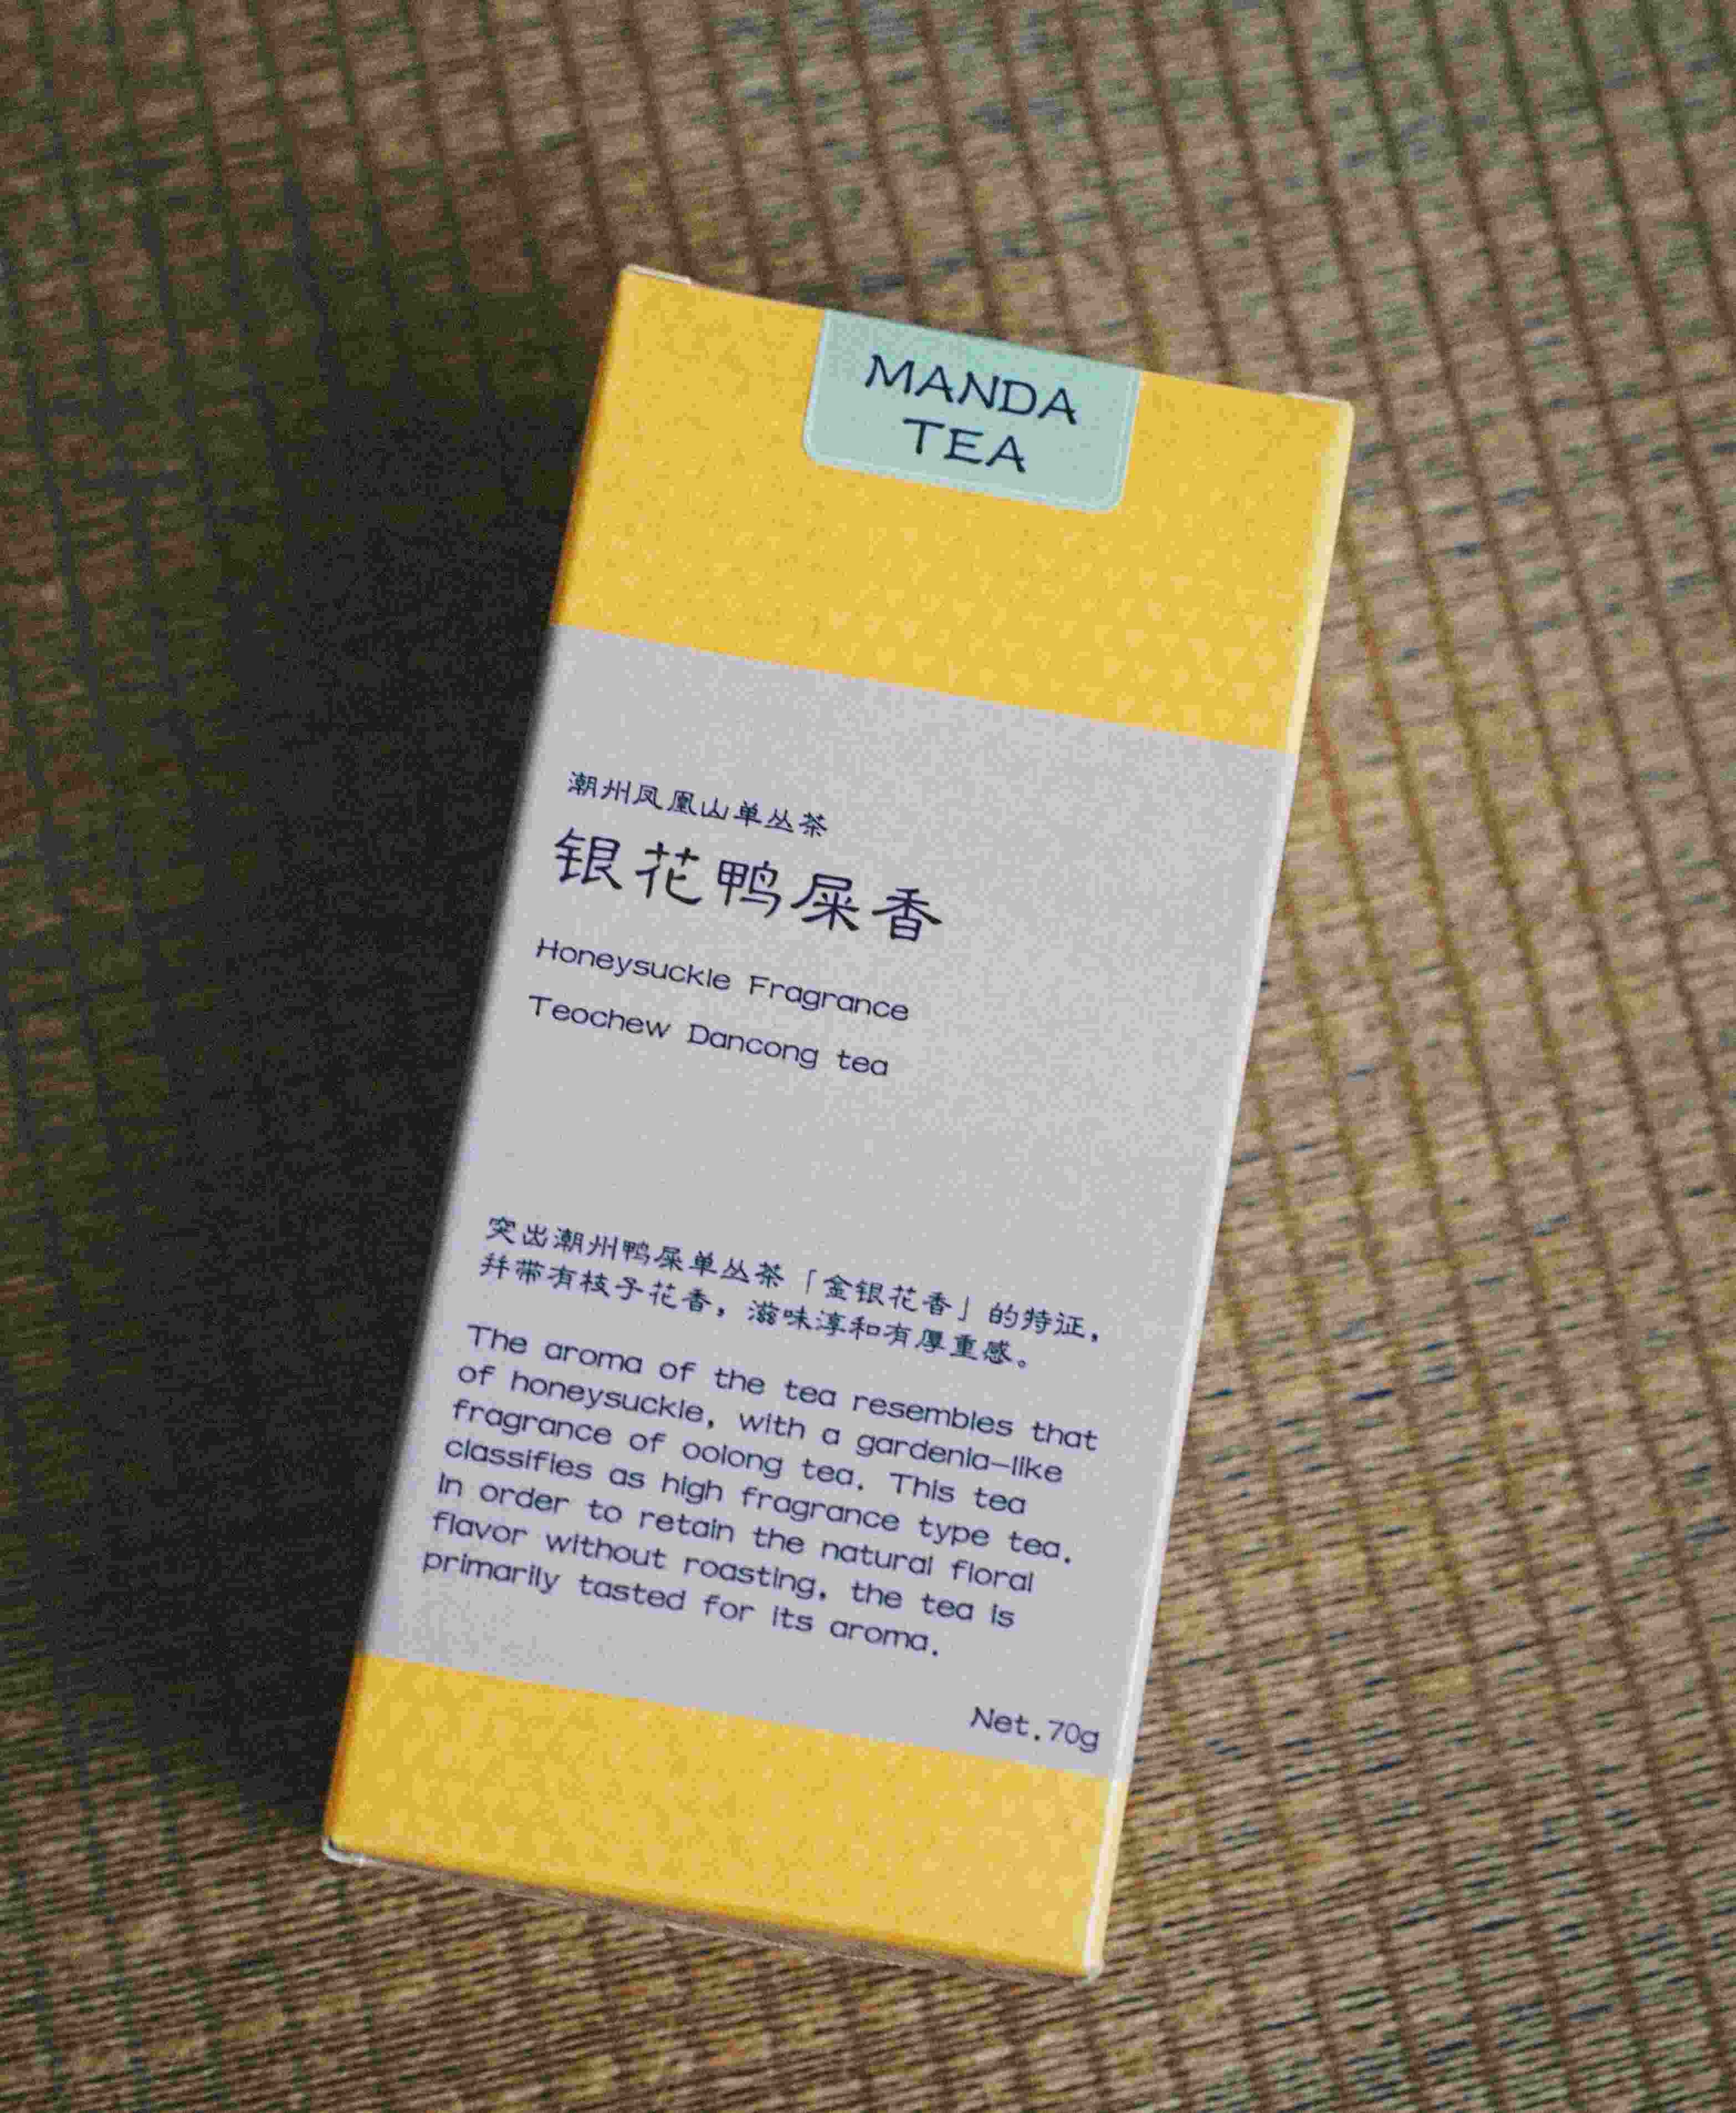 MANDA
TEA
潮州凤凰山单丛茶
银花鸭屎香
Honeysuckle Fragrance
Teochew Dancong tea
突出潮州鸭屎单丛茶「金银花香」的特征,
并带有枝子花香,滋味淳和有厚重感。
The aroma of the tea resembles that
of honeysuckle, with a gardenia-like
fragrance of oolong tea. This tea
classifies as high fragrance type tea.
In order to retain the natural floral
flavor without roasting, the tea is
primarily tasted for its aroma.
Net.70g